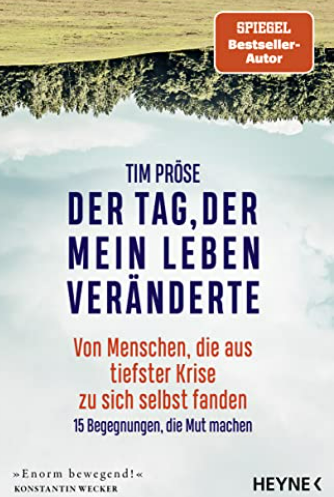 SPIEGEL
Bestseller-
Autor
TIM PRÖSE
DER TAG, DER
MEIN LEBEN
VERÄNDERTE
Von Menschen, die aus
tiefster Krise
zu sich selbst fanden
15 Begegnungen, die Mut machen
»Enorm bewegend!«
KONSTANTIN WECKER
HEYNE<